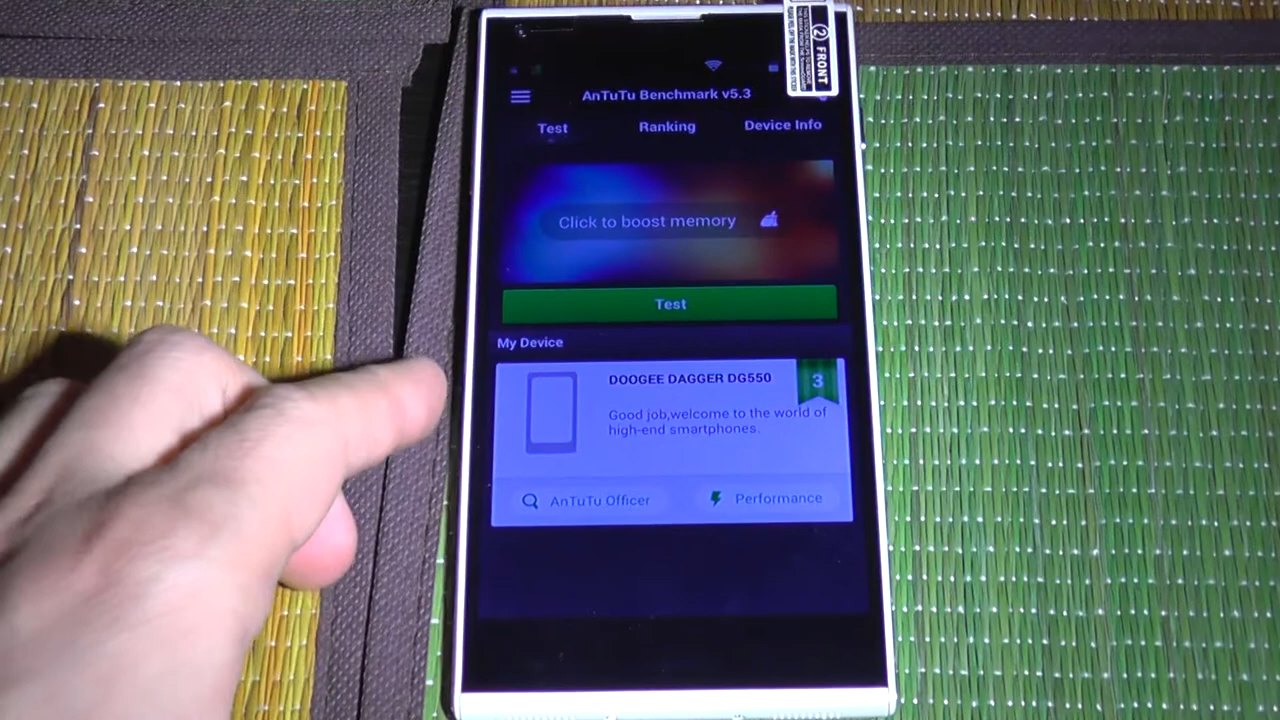 ② FRONT
AnTuTu Benchmark v5.3
Test
Ranking
Device Info
Click to boost memory
Test
My Device
DOOGEE DAGGER DG550
3
Good job,welcome to the world of
high-end smartphones.
AnTuTu Officer
Performance